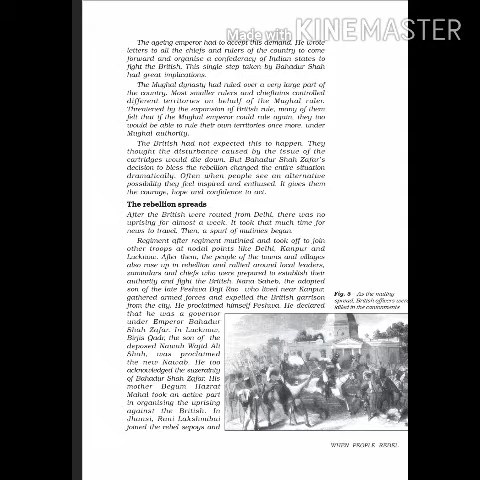 Made with KINEMASTER
The ageing emperor had to accept this demand. He wrote
letters to all the chiefs and rulers of the country to come
forward and organise a confederacy of Indian states to
fight the British. This single step taken by Bahadur Shah
had great implications.
The Mughal dynasty had ruled over a very large part of
the country. Most smaller rulers and chieftains controlled
different territories on behalf of the Mughal ruler.
Threatened by the expansion of British rule, many of them
felt that if the Mughal emperor could rule again, they too
would be able to rule their own territories once more, under
Mughal authority.
The British had not expected this to happen. They
thought the disturbance caused by the issue of the
cartridges would die down. But Bahadur Shah Zafar's
decision to bless the rebellion changed the entire situation
dramatically. Often when people see an alternative
possibility they feel inspired and enthused. It gives them
the courage, hope and confidence to act.
The rebellion spreads
After the British were routed from Delhi, there was no
uprising for almost a week. It took that much time for
news to travel. Then, a spurt of mutinies began.
Regiment after regiment mutinied and took off to join
other troops at nodal points like Delhi, Kanpur and
Lucknow. After them, the people of the towns and villages
also rose up in rebellion and rallied around local leaders,
zamindars and chiefs who were prepared to establish their
authority and fight the British. Nana Saheb, the adopted
son of the late Peshwa Baji Rao who lived near Kanpur,
gathered armed forces and expelled the British garrison
from the city. He proclaimed himself Peshwa. He declared
that he was a governor
under Emperor Bahadur
Shah Zafar. In Lucknow,
Birjis Qadr, the son of the
deposed Nawab Wajid Ali
Shah, was proclaimed
the new Nawab. He too
acknowledged the suzerainty
of Bahadur Shah Zafar. His
mother Begum Hazrat
Mahal took an active part
in organising the uprising
against the British. In
Jhansi, Rani Lakshmibai
joined the rebel sepoys and
Fig. 5 As the mutiny
spread, British officers were
killed in the cantonments
WHEN PEOPLE REBEL